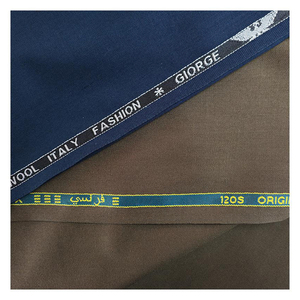 WOOL ITALY FASHION * GIORGE
فرلسي 120S ORIGI